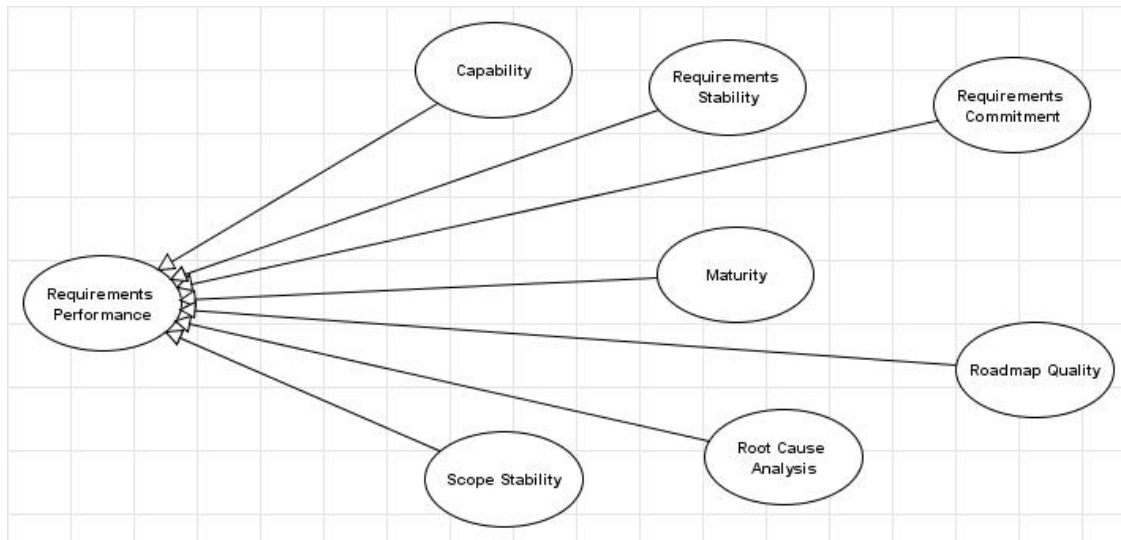 Capability
Requirements
Stability
Requirements
Commitment
Requirements
Performance
Maturity
Roadmap Quality
Root Cause
Analysis
Scope Stability